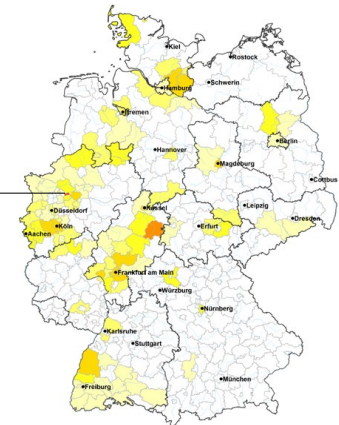 Kiel
Rostock
Hamburg
Schwerin
Bremen
Berlin
Hannover
Magdeburg
Cottbus
Düsseldorf
Kassel
Leipzig
Dresden
Köln
Erfurt
Aachen
Frankfurt am Main
Würzburg
Nürnberg
Karlsruhe
Stuttgart
München
Freiburg